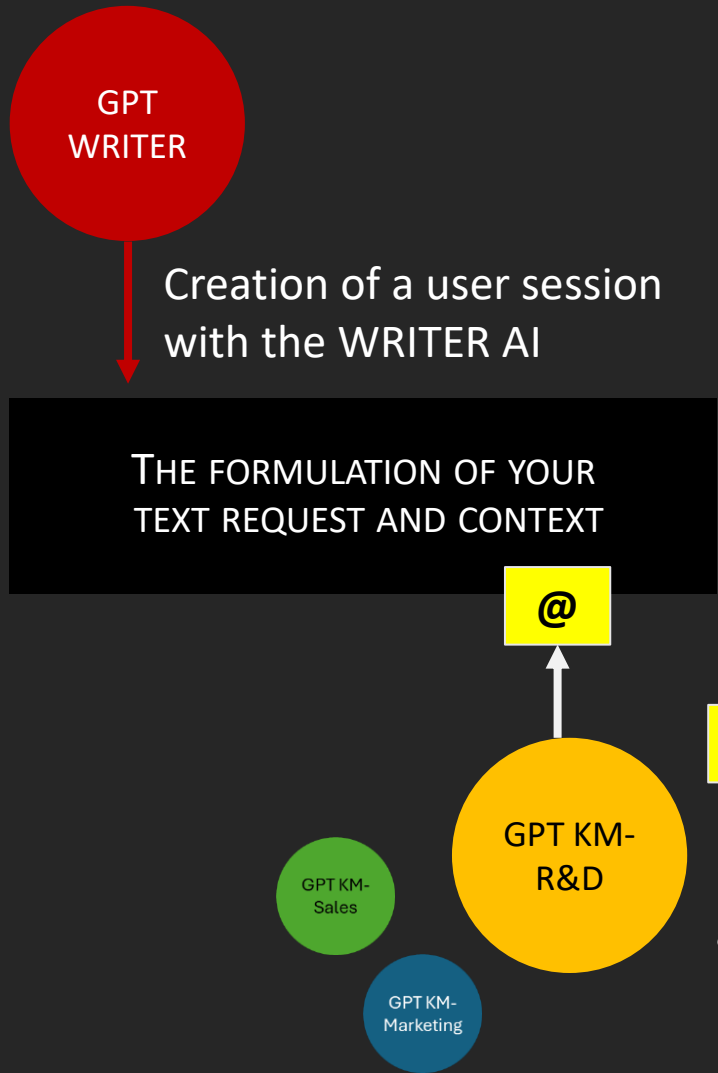 GPT
WRITER
Creation of a user session
with the WRITER AI
THE FORMULATION OF YOUR
TEXT REQUEST AND CONTEXT
@
GPT KM-
R&D
GPT KM-
Sales
GPT KM-
Marketing